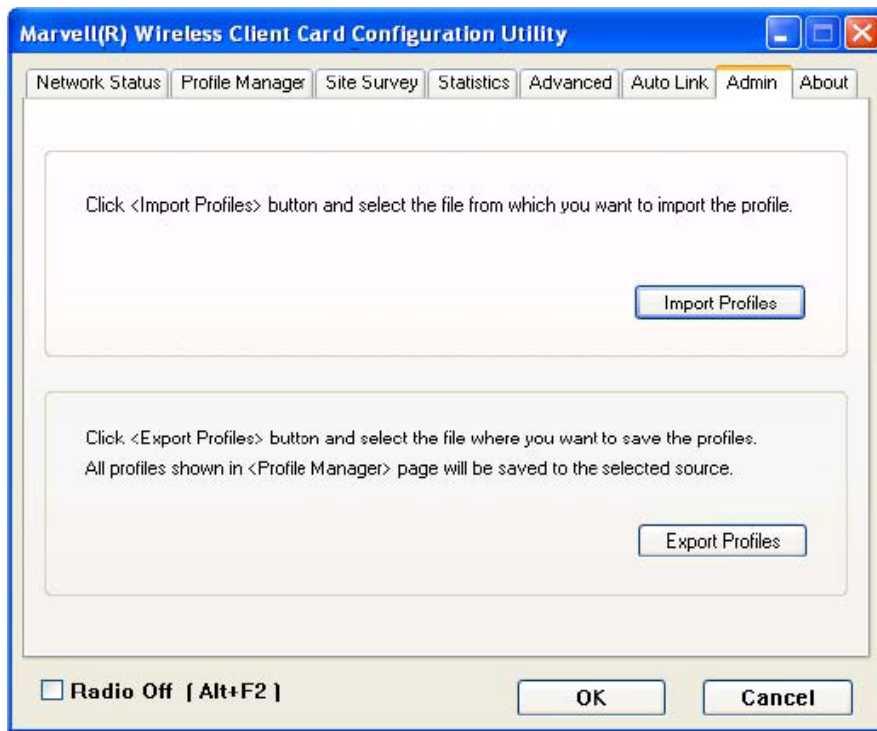 Marvell(R) Wireless Client Card Configuration Utility
Network Status Profile Manager Site Survey Statistics Advanced Auto Link Admin About
Click <Import Profiles> button and select the file from which you want to import the profile.
Import Profiles
Click <Export Profiles> button and select the file where you want to save the profiles.
All profiles shown in <Profile Manager> page will be saved to the selected source.
Export Profiles
Radio Off [ Alt+F2 ]
OK Cancel